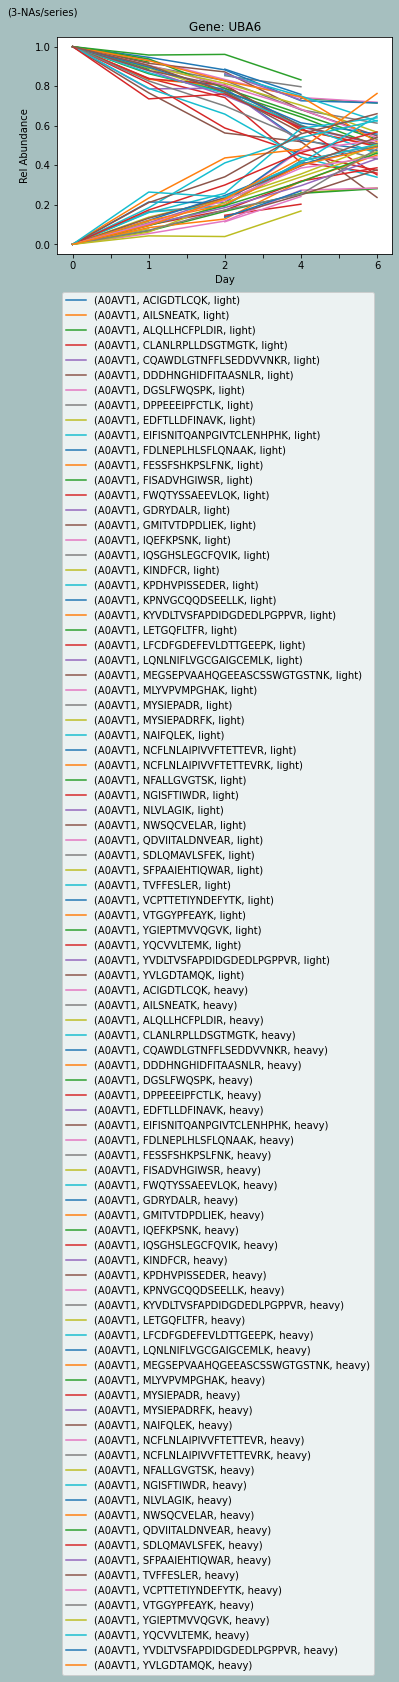 (3-NAs/series)
Gene: UBA6
1.0
0.8
0.6
0.4
0.2
0.0
Rel Abundance
0 1 2 4 6
Day
(A0AVT1, ACIGDTLCQK, light)
(A0AVT1, AILSNEATK, light)
(A0AVT1, ALQLLHCFPLDIR, light)
(A0AVT1, CLANLRPLLDSGTMGTK, light)
(A0AVT1, CQAWDLGTNFFLSEDDVVNKR, light)
(A0AVT1, DDDHNGHIDFITAASNLR, light)
(A0AVT1, DGSLFWQSPK, light)
(A0AVT1, DPPEEEIPFCTLK, light)
(A0AVT1, EDFTLLDFINAVK, light)
(A0AVT1, EIFISNITQANPGIVTCLENHPHK, light)
(A0AVT1, FDLNEPLHLSFLQNAAK, light)
(A0AVT1, FESSFSHKPSLFNK, light)
(A0AVT1, FISADVHGIWSR, light)
(A0AVT1, FWQTYSSAEEVLQK, light)
(A0AVT1, GDRYDALR, light)
(A0AVT1, GMITVTDPDLIEK, light)
(A0AVT1, IQEFKPSNK, light)
(A0AVT1, IQSGHSLEGCFQVIK, light)
(A0AVT1, KINDFCR, light)
(A0AVT1, KPDHVPISSEDER, light)
(A0AVT1, KPNVGCQQDSEELLK, light)
(A0AVT1, KYVDLTVSFAPDIDGDEDLPGPPVR, light)
(A0AVT1, LETGQFLTFR, light)
(A0AVT1, LFCDFGDEFEVLDTTGEEPK, light)
(A0AVT1, LQNLNIFLVGCGAIGCEMLK, light)
(A0AVT1, MEGSEPVAAHQGEEASCSSWGTGSTNK, light)
(A0AVT1, MLYVPVMPGHAK, light)
(A0AVT1, MYSIEPADR, light)
(A0AVT1, MYSIEPADRFK, light)
(A0AVT1, NAIFQLEK, light)
(A0AVT1, NCFLNLAIPIVVFTETTEVR, light)
(A0AVT1, NCFLNLAIPIVVFTETTEVRK, light)
(A0AVT1, NFALLGVGTSK, light)
(A0AVT1, NGISFTIWDR, light)
(A0AVT1, NLVLAGIK, light)
(A0AVT1, NWSQCVELAR, light)
(A0AVT1, QDVIITALDNVEAR, light)
(A0AVT1, SDLQMAVLSFEK, light)
(A0AVT1, SFPAAIEHTIQWAR, light)
(A0AVT1, TVFFESLER, light)
(A0AVT1, VCPTTETIYNDEFYTK, light)
(A0AVT1, VTGGYPFEAYK, light)
(A0AVT1, YGIEPTMVVQGVK, light)
(A0AVT1, YQCVVLTEMK, light)
(A0AVT1, YVDLTVSFAPDIDGDEDLPGPPVR, light)
(A0AVT1, YVLGDTAMQK, light)
(A0AVT1, ACIGDTLCQK, heavy)
(A0AVT1, AILSNEATK, heavy)
(A0AVT1, ALQLLHCFPLDIR, heavy)
(A0AVT1, CLANLRPLLDSGTMGTK, heavy)
(A0AVT1, CQAWDLGTNFFLSEDDVVNKR, heavy)
(A0AVT1, DDDHNGHIDFITAASNLR, heavy)
(A0AVT1, DGSLFWQSPK, heavy)
(A0AVT1, DPPEEEIPFCTLK, heavy)
(A0AVT1, EDFTLLDFINAVK, heavy)
(A0AVT1, EIFISNITQANPGIVTCLENHPHK, heavy)
(A0AVT1, FDLNEPLHLSFLQNAAK, heavy)
(A0AVT1, FESSFSHKPSLFNK, heavy)
(A0AVT1, FISADVHGIWSR, heavy)
(A0AVT1, FWQTYSSAEEVLQK, heavy)
(A0AVT1, GDRYDALR, heavy)
(A0AVT1, GMITVTDPDLIEK, heavy)
(A0AVT1, IQEFKPSNK, heavy)
(A0AVT1, IQSGHSLEGCFQVIK, heavy)
(A0AVT1, KINDFCR, heavy)
(A0AVT1, KPDHVPISSEDER, heavy)
(A0AVT1, KPNVGCQQDSEELLK, heavy)
(A0AVT1, KYVDLTVSFAPDIDGDEDLPGPPVR, heavy)
(A0AVT1, LETGQFLTFR, heavy)
(A0AVT1, LFCDFGDEFEVLDTTGEEPK, heavy)
(A0AVT1, LQNLNIFLVGCGAIGCEMLK, heavy)
(A0AVT1, MEGSEPVAAHQGEEASCSSWGTGSTNK, heavy)
(A0AVT1, MLYVPVMPGHAK, heavy)
(A0AVT1, MYSIEPADR, heavy)
(A0AVT1, MYSIEPADRFK, heavy)
(A0AVT1, NAIFQLEK, heavy)
(A0AVT1, NCFLNLAIPIVVFTETTEVR, heavy)
(A0AVT1, NCFLNLAIPIVVFTETTEVRK, heavy)
(A0AVT1, NFALLGVGTSK, heavy)
(A0AVT1, NGISFTIWDR, heavy)
(A0AVT1, NLVLAGIK, heavy)
(A0AVT1, NWSQCVELAR, heavy)
(A0AVT1, QDVIITALDNVEAR, heavy)
(A0AVT1, SDLQMAVLSFEK, heavy)
(A0AVT1, SFPAAIEHTIQWAR, heavy)
(A0AVT1, TVFFESLER, heavy)
(A0AVT1, VCPTTETIYNDEFYTK, heavy)
(A0AVT1, VTGGYPFEAYK, heavy)
(A0AVT1, YGIEPTMVVQGVK, heavy)
(A0AVT1, YQCVVLTEMK, heavy)
(A0AVT1, YVDLTVSFAPDIDGDEDLPGPPVR, heavy)
(A0AVT1, YVLGDTAMQK, heavy)